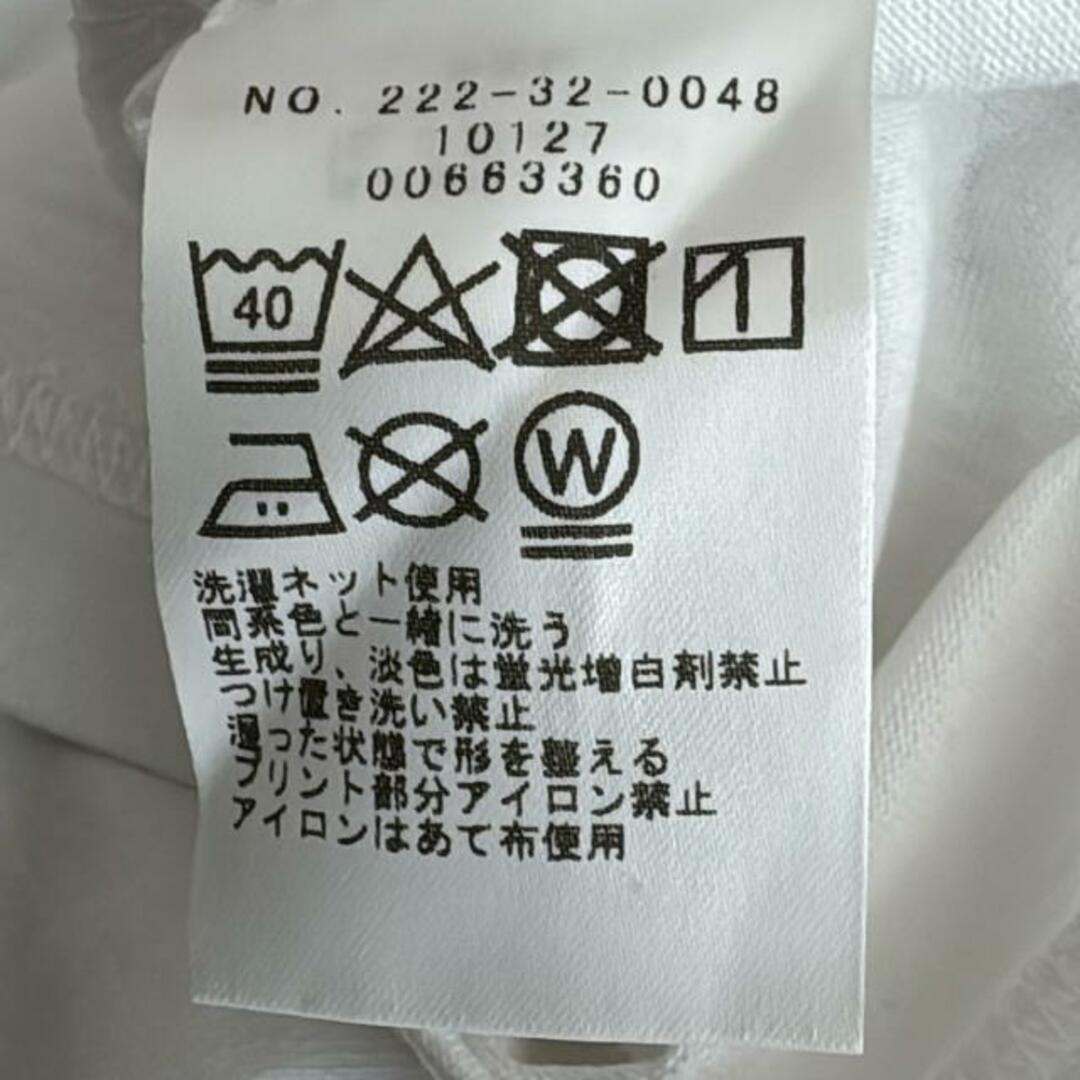 NO. 222-32-0048
10127
00663360
40
W
洗濯ネット使用
同系色と一緒に洗う
生成り、淡色は蛍光増白剤禁止
つけ置き洗い禁止
湿った状態で形を整える
プリント部分アイロン禁止
アイロンはあて布使用